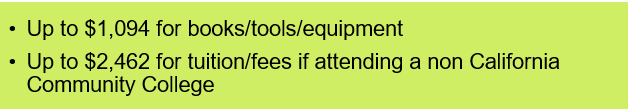 • Up to $1,094 for books/tools/equipment
• Up to $2,462 for tuition/fees if attending a non California
Community College